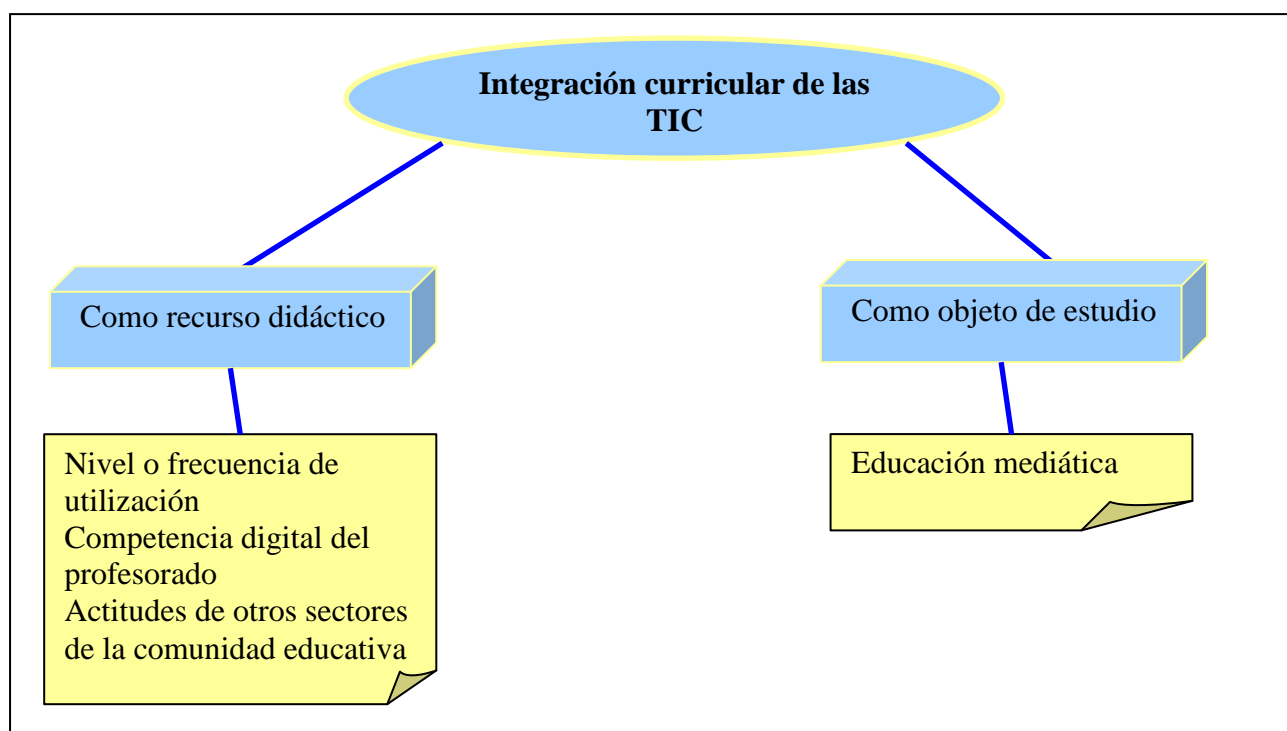 Integración curricular de las
TIC
Como recurso didáctico
Como objeto de estudio
Nivel o frecuencia de
utilización
Competencia digital del
profesorado
Actitudes de otros sectores
de la comunidad educativa
Educación mediática